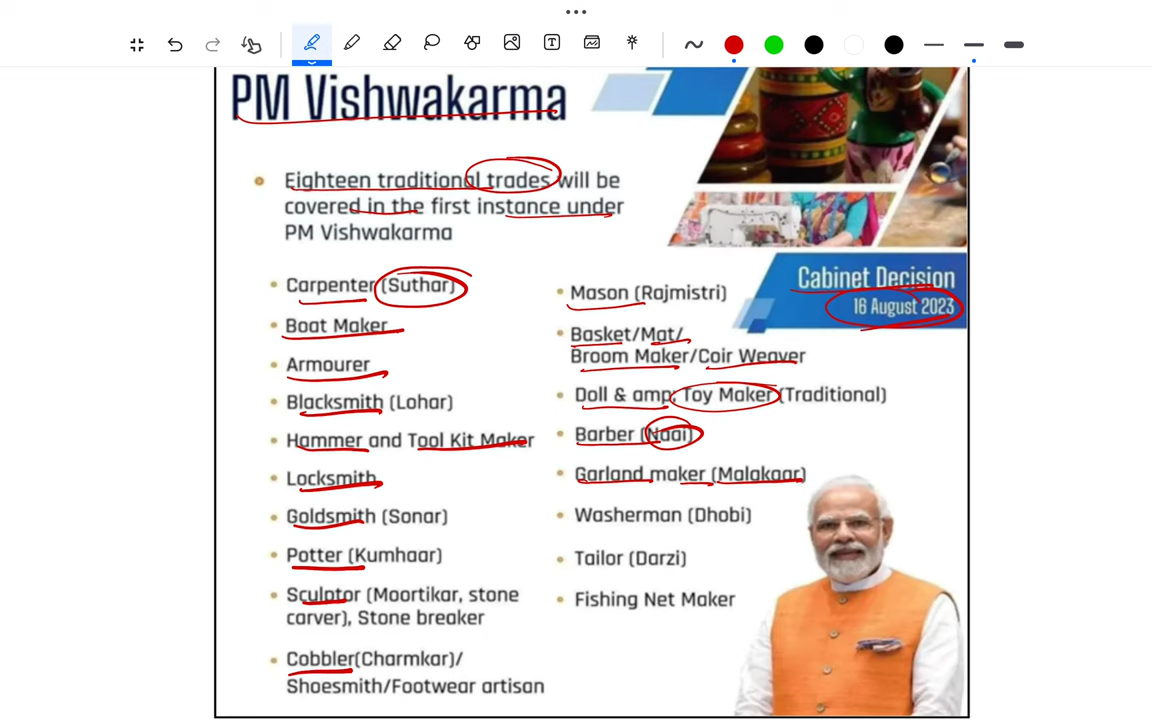 PM Vishwakarma
Eighteen traditional trades will be
covered in the first instance under
PM Vishwakarma
Cabinet Decision
16 August 2023
Carpenter (Suthar)
Boat Maker
Armourer
Blacksmith (Lohar)
Hammer and Tool Kit Maker
Locksmith
Goldsmith (Sonar)
Potter (Kumhaar)
Sculptor (Moortikar, stone
carver), Stone breaker
Cobbler(Charmkar)/
Shoesmith/Footwear artisan
Mason (Rajmistri)
Basket/Mat/
Broom Maker/Coir Weaver
Doll & amp; Toy Maker (Traditional)
Barber (Naai)
Garland maker (Malakaar)
Washerman (Dhobi)
Tailor (Darzi)
Fishing Net Maker